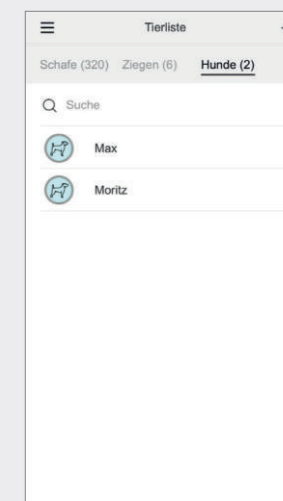 Tierliste
Schafe (320) Ziegen (6) Hunde (2)
Suche
Max
Moritz